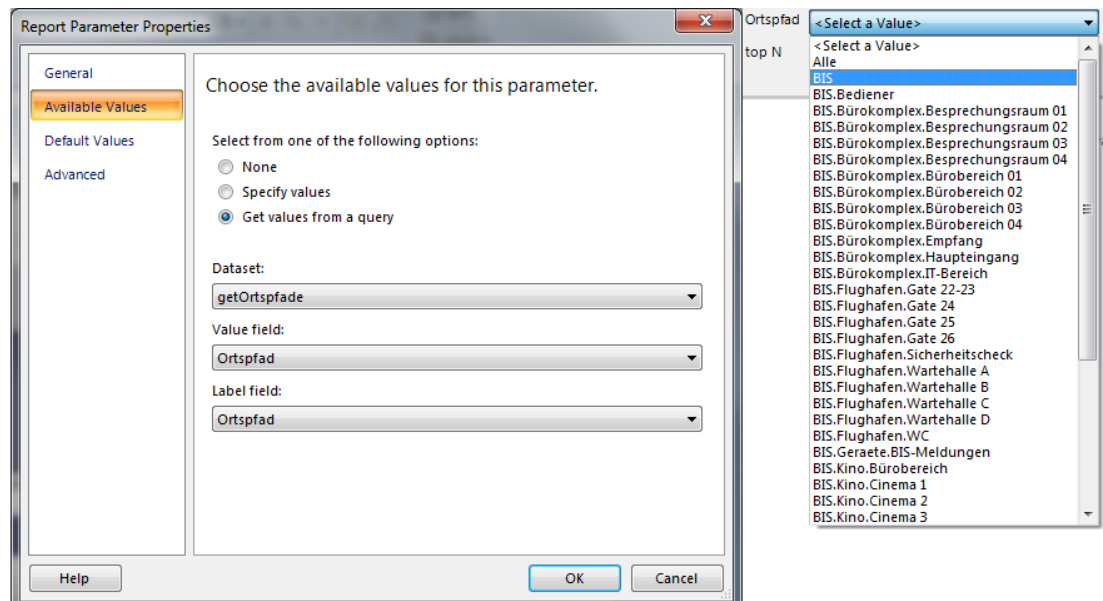 Report Parameter Properties
General
Available Values
Default Values
Advanced
Choose the available values for this parameter.
Select from one of the following options:
None
Specify values
Get values from a query
Dataset:
getOrtspfade
Value field:
Ortspfad
Label field:
Ortspfad
Help
OK
Cancel
Ortspfad
<Select a Value>
top N
<Select a Value>
Alle
BIS
BIS.Bediener
BIS.Bürokomplex.Besprechungsraum 01
BIS.Bürokomplex.Besprechungsraum 02
BIS.Bürokomplex.Besprechungsraum 03
BIS.Bürokomplex.Besprechungsraum 04
BIS.Bürokomplex.Bürobereich 01
BIS.Bürokomplex.Bürobereich 02
BIS.Bürokomplex.Bürobereich 03
BIS.Bürokomplex.Bürobereich 04
BIS.Bürokomplex.Empfang
BIS.Bürokomplex.Haupteingang
BIS.Bürokomplex.IT-Bereich
BIS.Flughafen.Gate 22-23
BIS.Flughafen.Gate 24
BIS.Flughafen.Gate 25
BIS.Flughafen.Gate 26
BIS.Flughafen.Sicherheitscheck
BIS.Flughafen.Wartehalle A
BIS.Flughafen.Wartehalle B
BIS.Flughafen.Wartehalle C
BIS.Flughafen.Wartehalle D
BIS.Flughafen.WC
BIS.Geraete.BIS-Meldungen
BIS.Kino.Bürobereich
BIS.Kino.Cinema 1
BIS.Kino.Cinema 2
BIS.Kino.Cinema 3